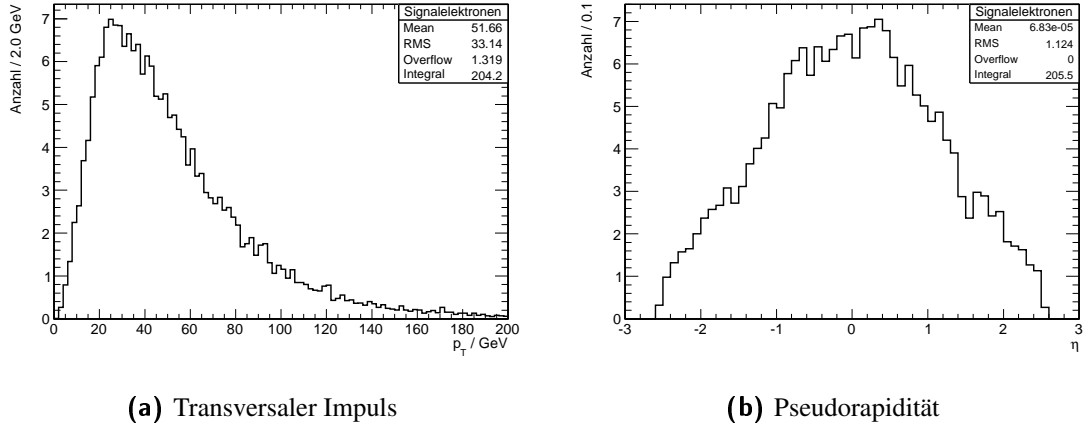 Anzahl / 2.0 GeV
7
6
5
4
3
2
1
0
0 20 40 60 80 100 120 140 160 180 200
p_T / GeV
Signalelektronen
Mean 51.66
RMS 33.14
Overflow 1.319
Integral 204.2
(a) Transversaler Impuls
Anzahl / 0.1
7
6
5
4
3
2
1
0
-3 -2 -1 0 1 2 3
η
Signalelektronen
Mean 6.83e-05
RMS 1.124
Overflow 0
Integral 205.5
(b) Pseudorapidität